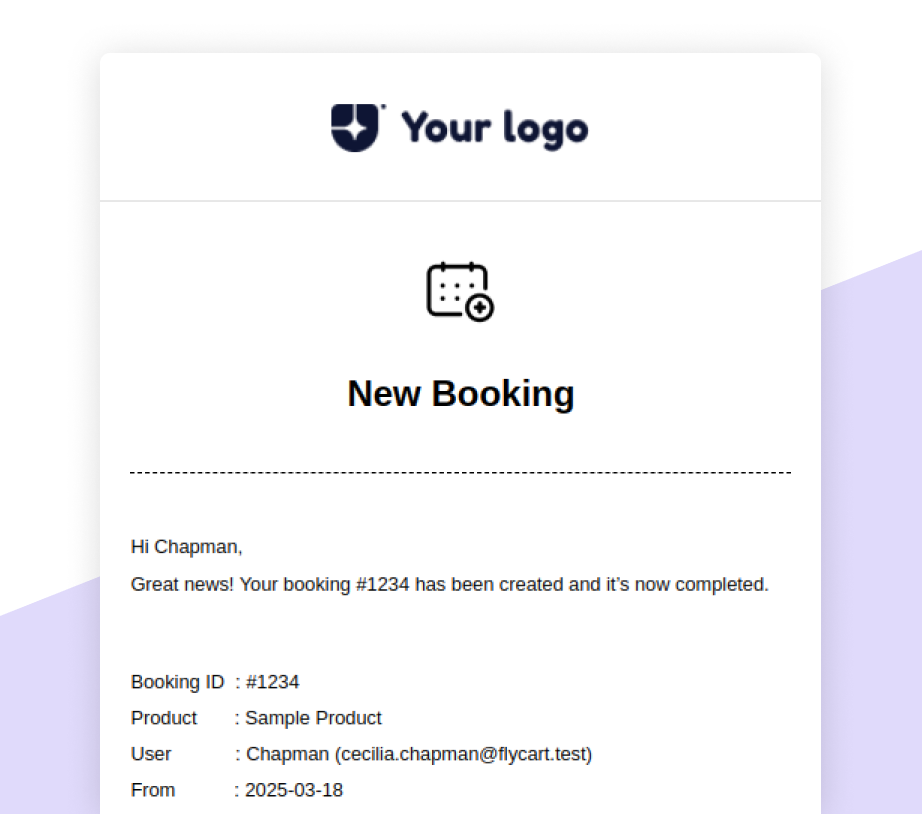 Your logo
New Booking
Hi Chapman,
Great news! Your booking #1234 has been created and it’s now completed.
Booking ID : #1234
Product : Sample Product
User : Chapman (cecilia.chapman@flycart.test)
From : 2025-03-18